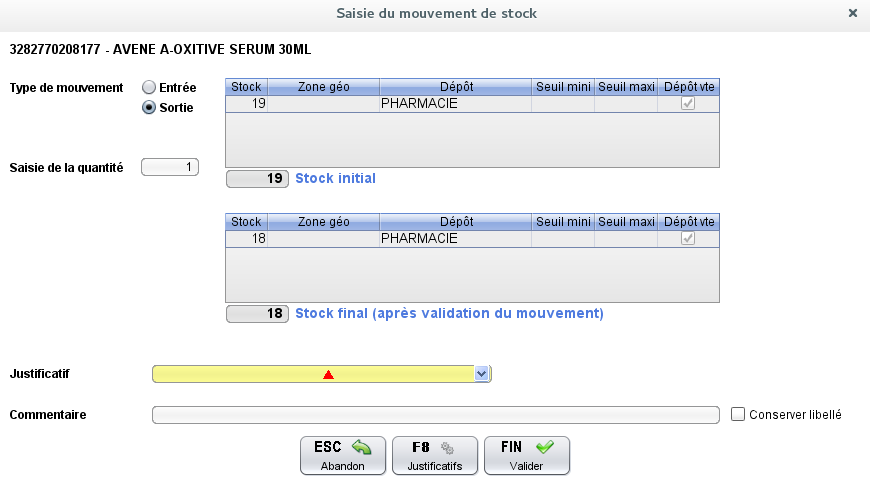 Saisie du mouvement de stock
3282770208177 - AVENE A-OXITIVE SERUM 30ML
Type de mouvement
Entrée
Sortie
Stock Zone géo Dépôt Seuil mini Seuil maxi Dépôt vte
19 PHARMACIE
Saisie de la quantité 1
19 Stock initial
Stock Zone géo Dépôt Seuil mini Seuil maxi Dépôt vte
18 PHARMACIE
18 Stock final (après validation du mouvement)
Justificatif
Commentaire
Conserver libellé
ESC
Abandon
F8
Justificatifs
FIN
Valider